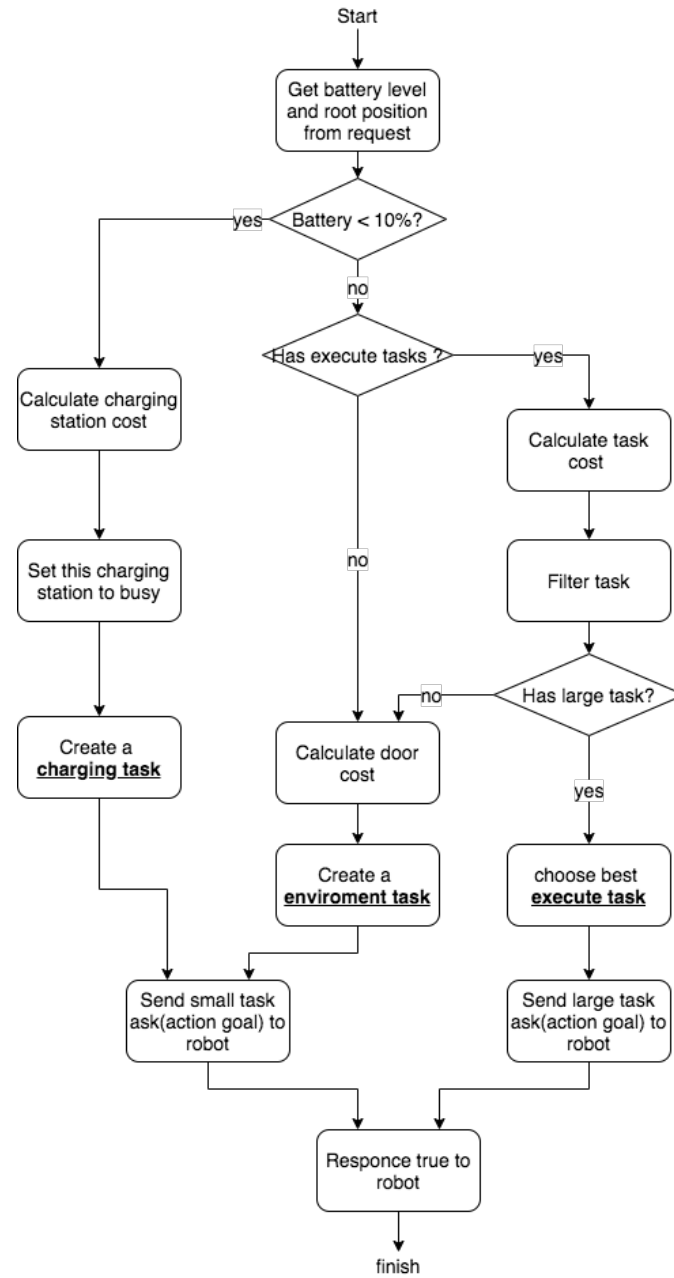 Start
Get battery level
and root position
from request
Battery < 10%?
yes
no
Has execute tasks ?
yes
Calculate charging
station cost
Calculate task
cost
Set this charging
station to busy
no
Filter task
Has large task?
no
Create a
charging task
Calculate door
cost
yes
Create a
enviroment task
choose best
execute task
Send small task
ask(action goal) to
robot
Send large task
ask(action goal) to
robot
Responce true to
robot
finish